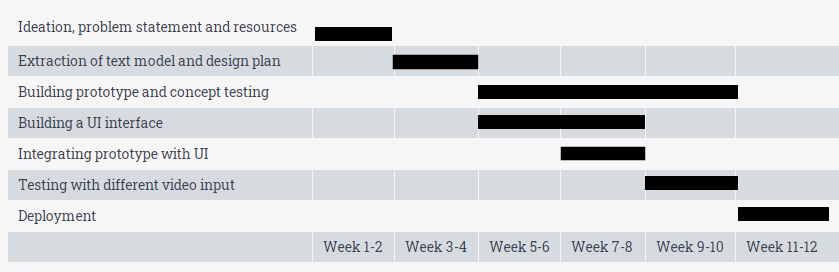 Ideation, problem statement and resources
Extraction of text model and design plan
Building prototype and concept testing
Building a UI interface
Integrating prototype with UI
Testing with different video input
Deployment
Week 1-2 Week 3-4 Week 5-6 Week 7-8 Week 9-10 Week 11-12